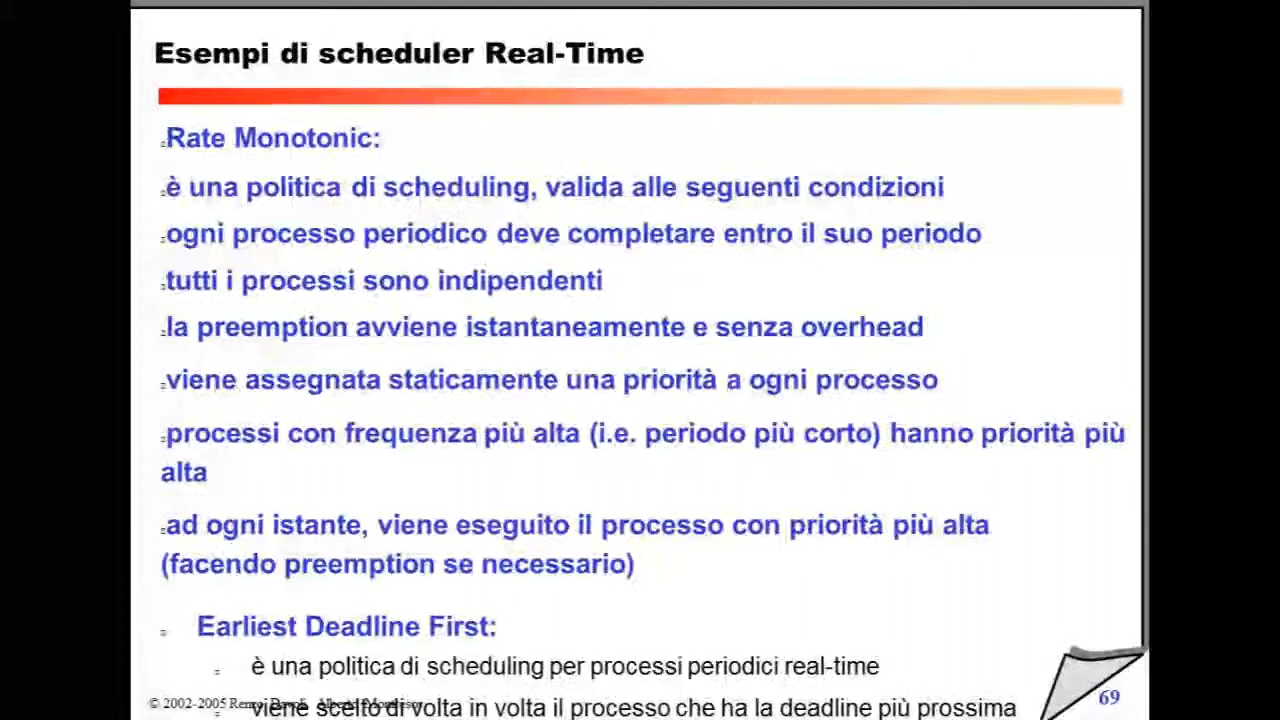 Esempi di scheduler Real-Time
Rate Monotonic:
è una politica di scheduling, valida alle seguenti condizioni
ogni processo periodico deve completare entro il suo periodo
tutti i processi sono indipendenti
la preemption avviene istantaneamente e senza overhead
viene assegnata staticamente una priorità a ogni processo
processi con frequenza più alta (i.e. periodo più corto) hanno priorità più
alta
ad ogni istante, viene eseguito il processo con priorità più alta
(facendo preemption se necessario)
Earliest Deadline First:
è una politica di scheduling per processi periodici real-time
viene scelto di volta in volta il processo che ha la deadline più prossima
© 2002-2005
69